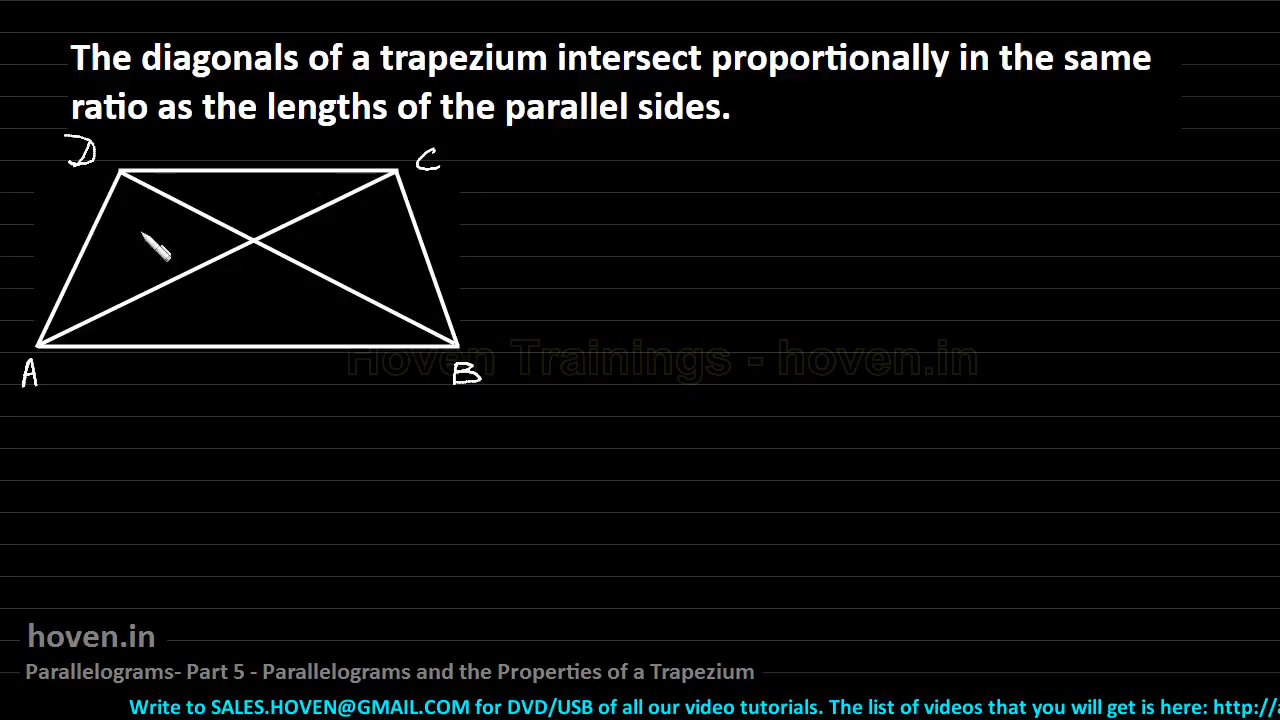 The diagonals of a trapezium intersect proportionally in the same
ratio as the lengths of the parallel sides.
D
C
Hoven Trainings - hoven.in
A
B
hoven.in
Parallelograms- Part 5 - Parallelograms and the Properties of a Trapezium
Write to SALES.HOVEN@GMAIL.COM for DVD/USB of all our video tutorials. The list of videos that you will get is here: http://